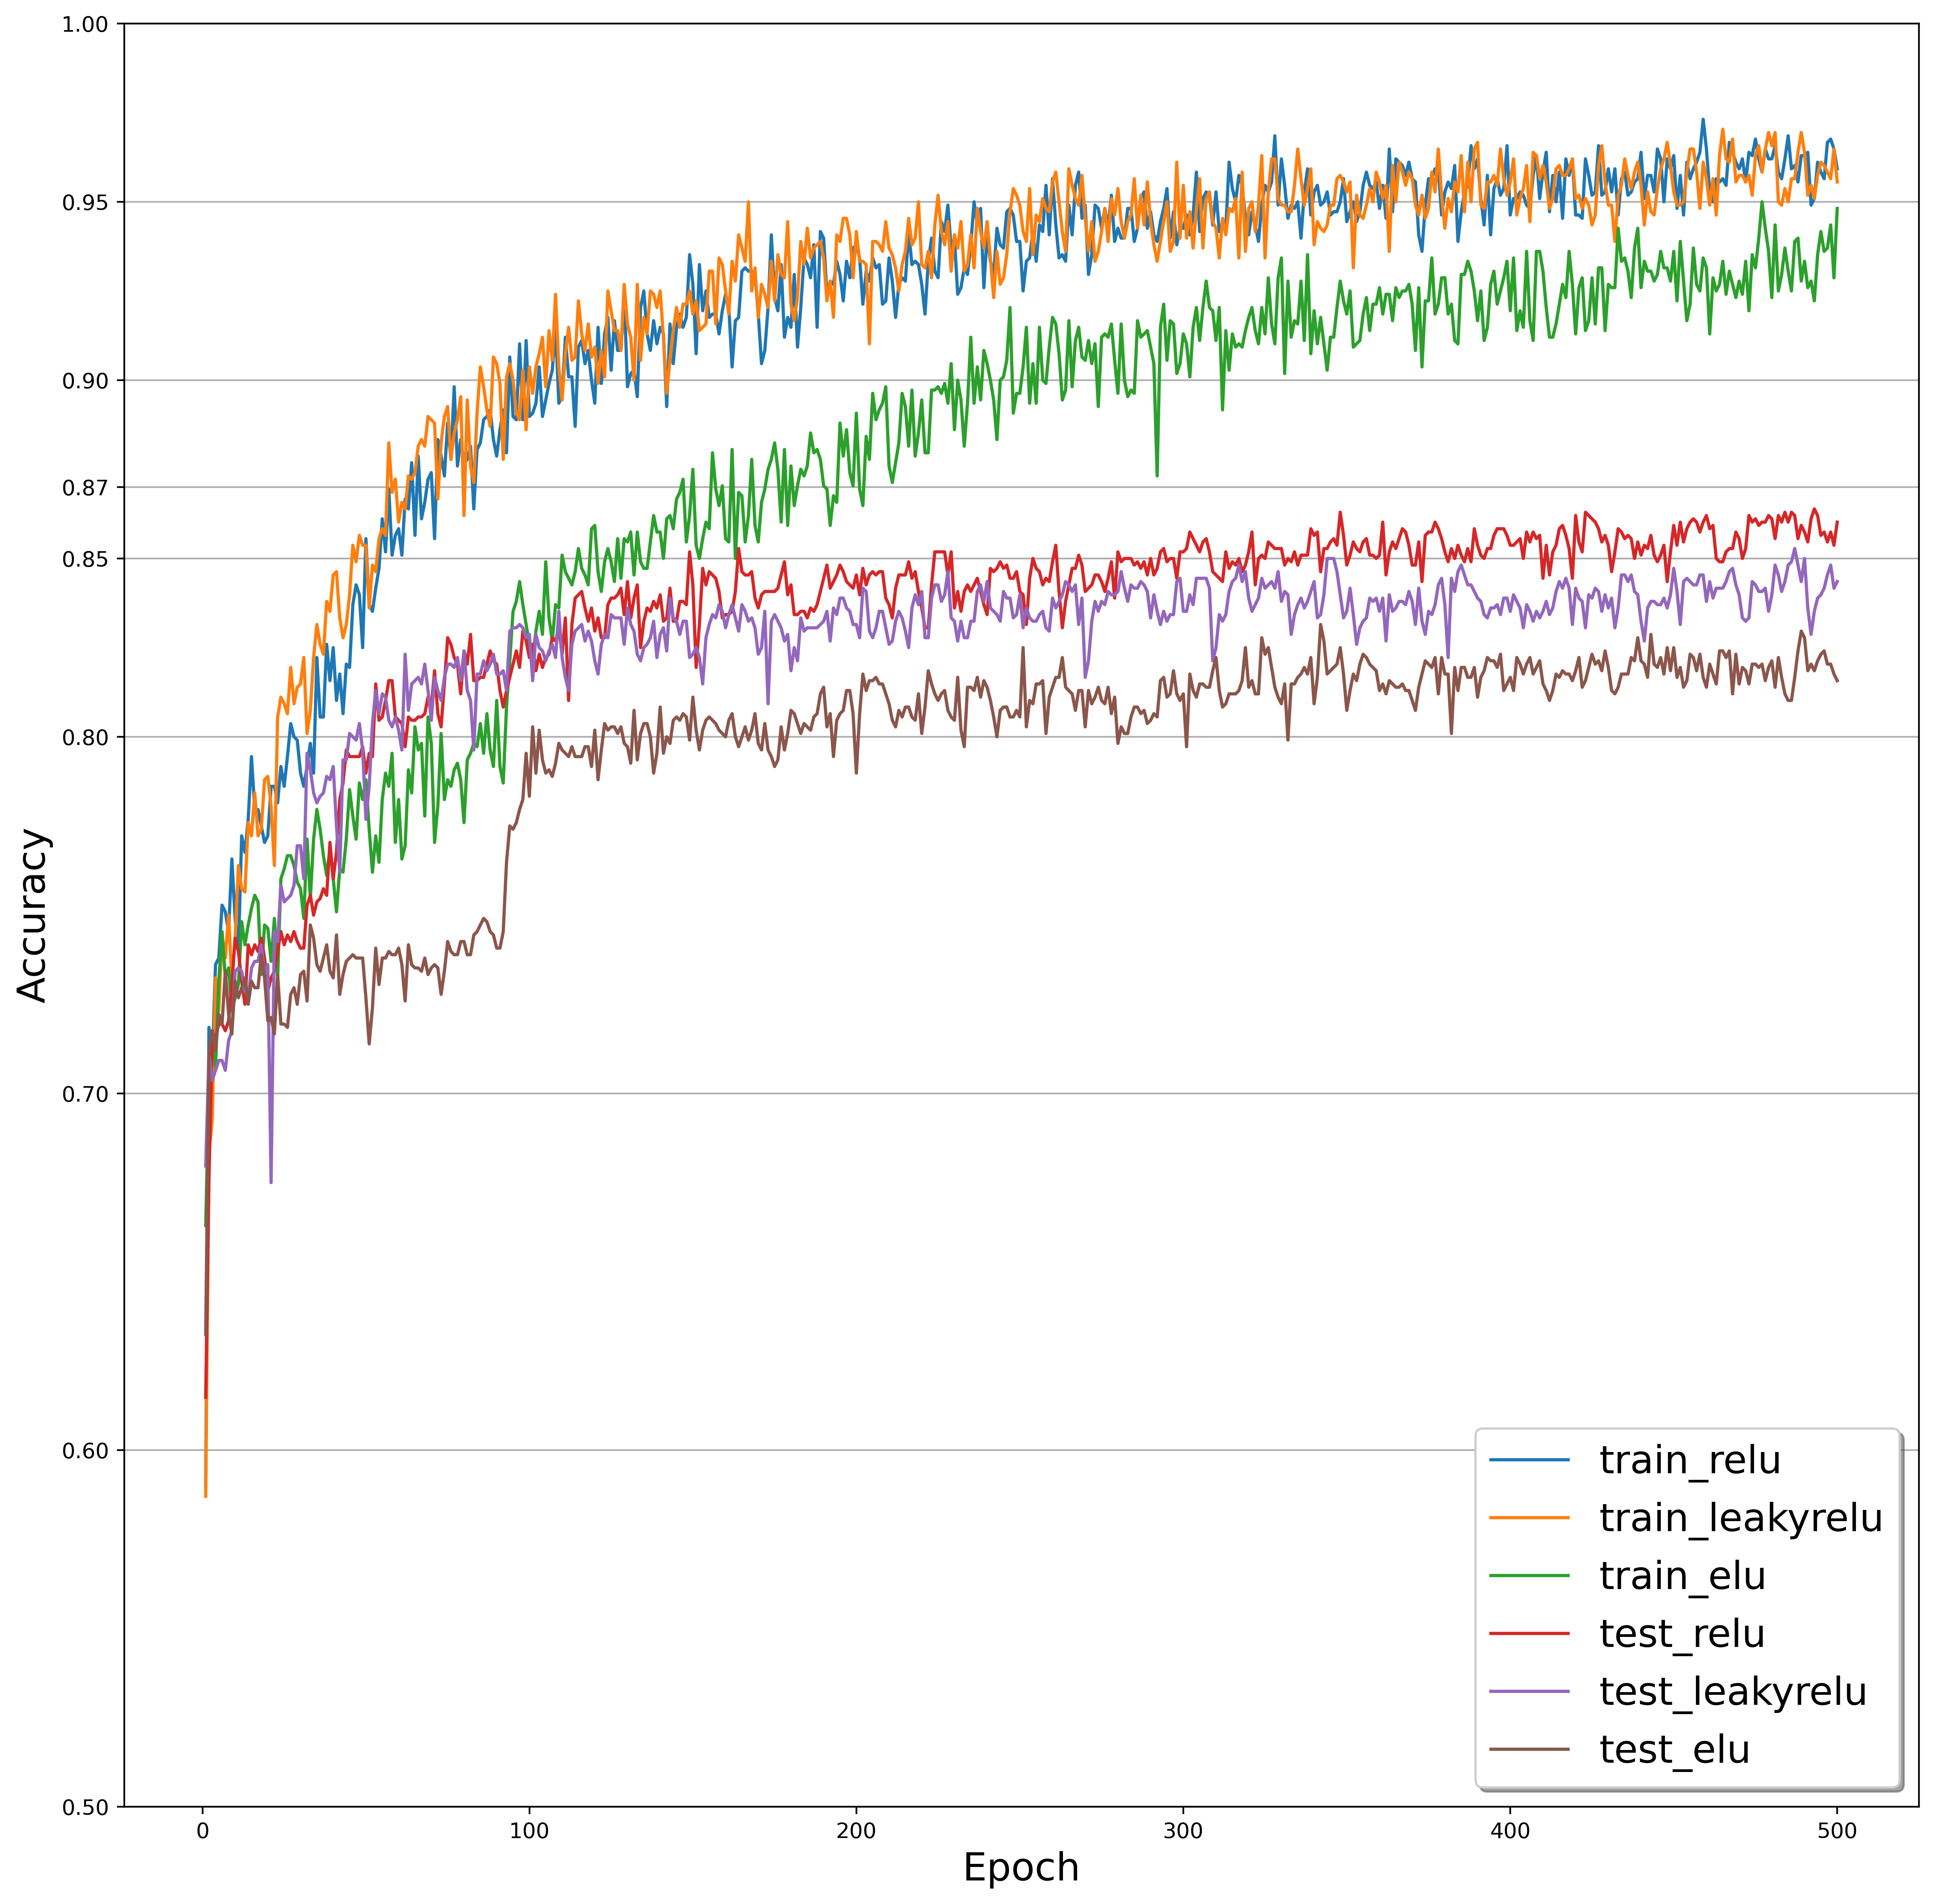 1.00
0.95
0.90
0.87
0.85
0.80
0.70
0.60
0.50
Accuracy
0 100 200 300 400 500
Epoch
train_relu
train_leakyrelu
train_elu
test_relu
test_leakyrelu
test_elu